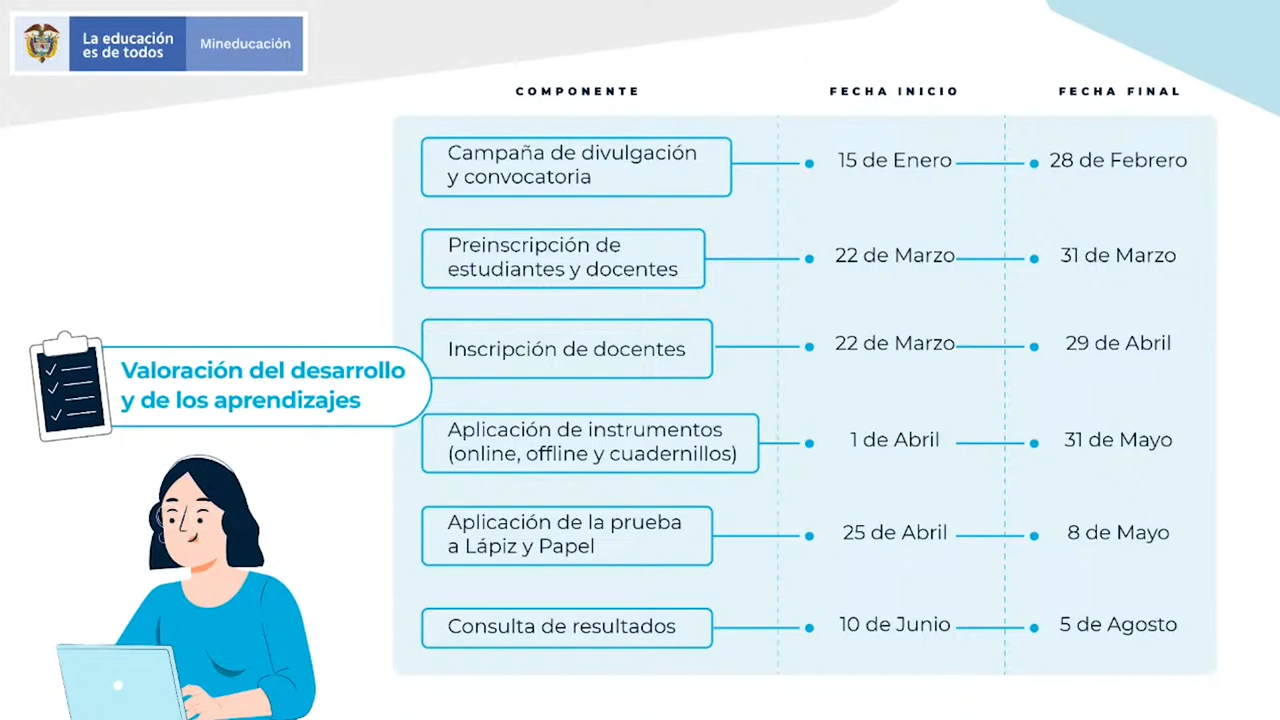 La educación
es de todos
Mineducación
COMPONENTE
FECHA INICIO
FECHA FINAL
Campaña de divulgación
y convocatoria
15 de Enero
28 de Febrero
Preinscripción de
estudiantes y docentes
22 de Marzo
31 de Marzo
Inscripción de docentes
22 de Marzo
29 de Abril
Valoración del desarrollo
y de los aprendizajes
Aplicación de instrumentos
(online, offline y cuadernillos)
1 de Abril
31 de Mayo
Aplicación de la prueba
a Lápiz y Papel
25 de Abril
8 de Mayo
Consulta de resultados
10 de Junio
5 de Agosto